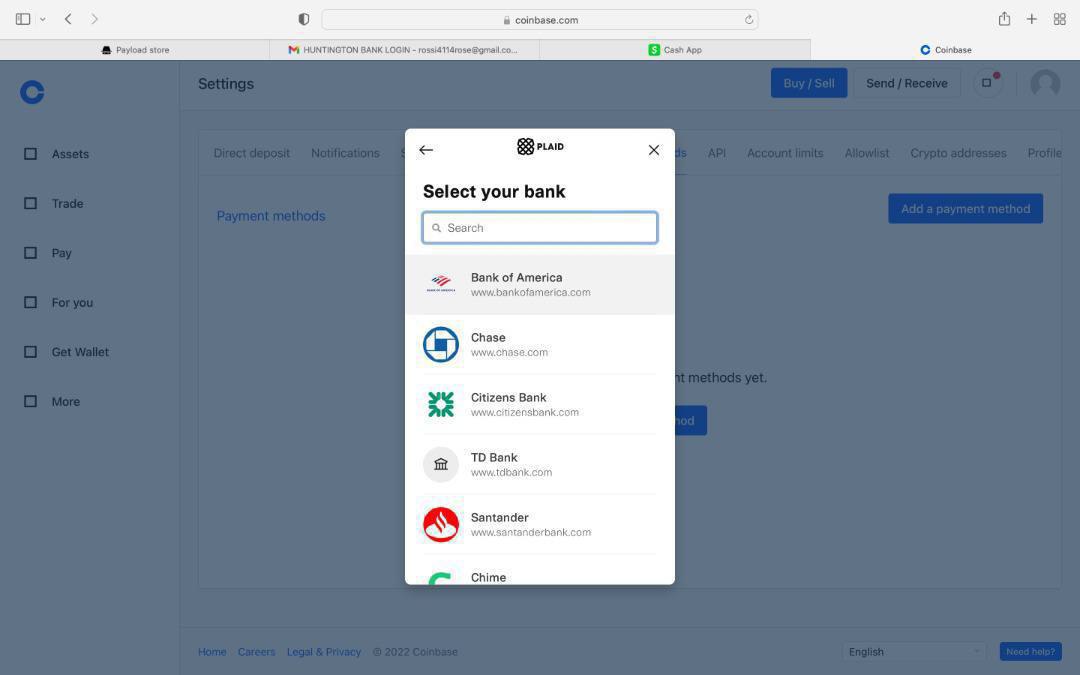 coinbase.com
Payload store
HUNTINGTON BANK LOGIN - rossi4114rose@gmail.co...
$ Cash App
Coinbase
Settings
Buy / Sell
Send / Receive
Assets
Trade
Pay
For you
Get Wallet
More
Direct deposit Notifications S ds API Account limits Allowlist Crypto addresses Profile
Payment methods
Add a payment method
nt methods yet.
hod
PLAID
Select your bank
Search
BANK OF AMERICA
Bank of America
www.bankofamerica.com
Chase
www.chase.com
Citizens Bank
www.citizensbank.com
TD Bank
www.tdbank.com
Santander
www.santanderbank.com
Chime
Home Careers Legal & Privacy © 2022 Coinbase
English
Need help?